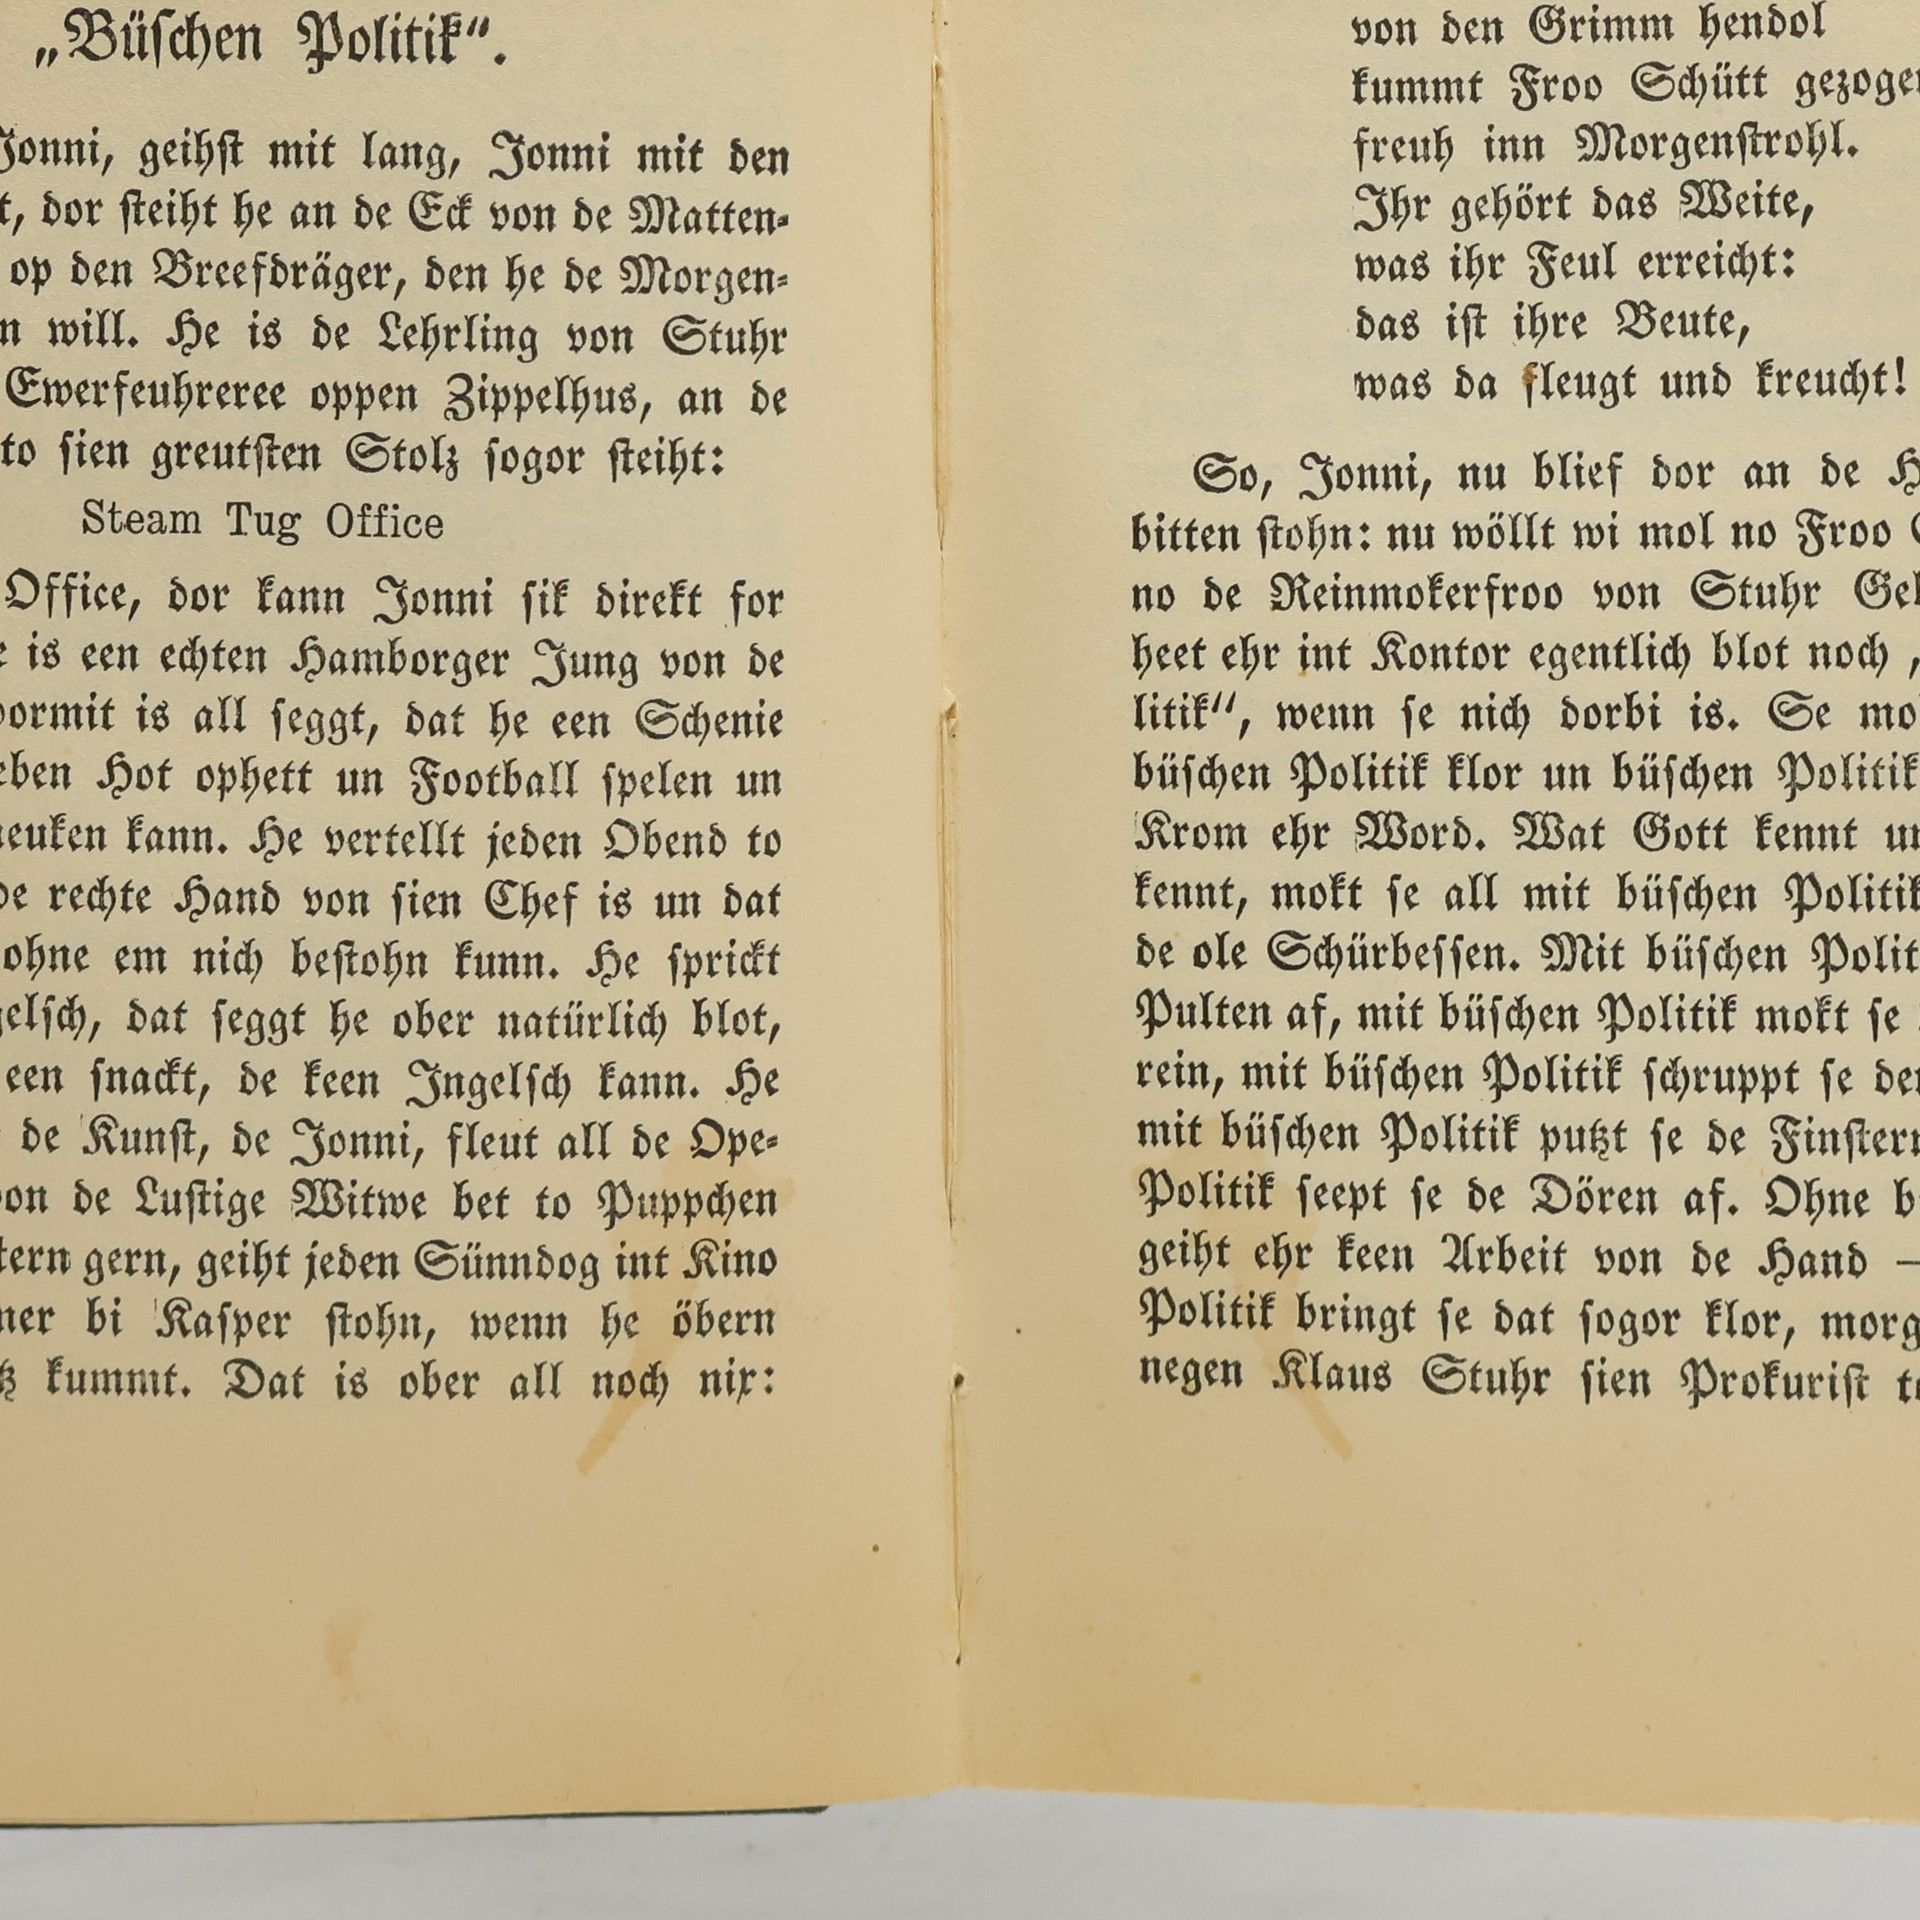 „Büſchen Politik“.
Jonni, geihſt mit lang, Jonni mit den
t, dor ſteiht he an de Eck von de Matten-
op den Breefdräger, den he de Morgen-
n will. He is de Lehrling von Stuhr
Ewerfeuhreree oppen Zippelhus, an de
to ſien greutſten Stolz ſogor ſteiht:
Steam Tug Office
Office, dor kann Jonni ſik direkt for
e is een echten Hamborger Jung von de
ormit is all ſeggt, dat he een Schenie
eben Hot ophett un Football ſpelen un
neuken kann. He vertellt jeden Obend to
de rechte Hand von ſien Chef is un dat
ohne em nich beſtohn kunn. He ſprickt
gelſch, dat ſeggt he ober natürlich blot,
een ſnackt, de keen Ingelſch kann. He
de Kunſt, de Jonni, fleut all de Ope-
von de Luſtige Witwe bet to Puppchen
tern gern, geiht jeden Sünndog int Kino
ner bi Kaſper ſtohn, wenn he öbern
tz kummt. Dat is ober all noch nix:
von den Grimm hendol
kummt Froo Schütt gezogen
freuh inn Morgenſtrohl.
Ihr gehört das Weite,
was ihr Feul erreicht:
das iſt ihre Beute,
was da fleugt und kreucht!
So, Jonni, nu blief dor an de H
bitten ſtohn: nu wöllt wi mol no Froo
no de Reinmokerfroo von Stuhr Geb
heet ehr int Kontor egentlich blot noch „
litik“, wenn ſe nich dorbi is. Se mo
büſchen Politik klor un büſchen Politik
Krom ehr Word. Wat Gott kennt un
kennt, mokt ſe all mit büſchen Politik
de ole Schürbeſſen. Mit büſchen Polit
Pulten af, mit büſchen Politik mokt ſe
rein, mit büſchen Politik ſchruppt ſe den
mit büſchen Politik putzt ſe de Finſtern
Politik ſeept ſe de Dören af. Ohne b
geiht ehr keen Arbeit von de Hand —
Politik bringt ſe dat ſogor klor, morg
negen Klaus Stuhr ſien Prokuriſt t